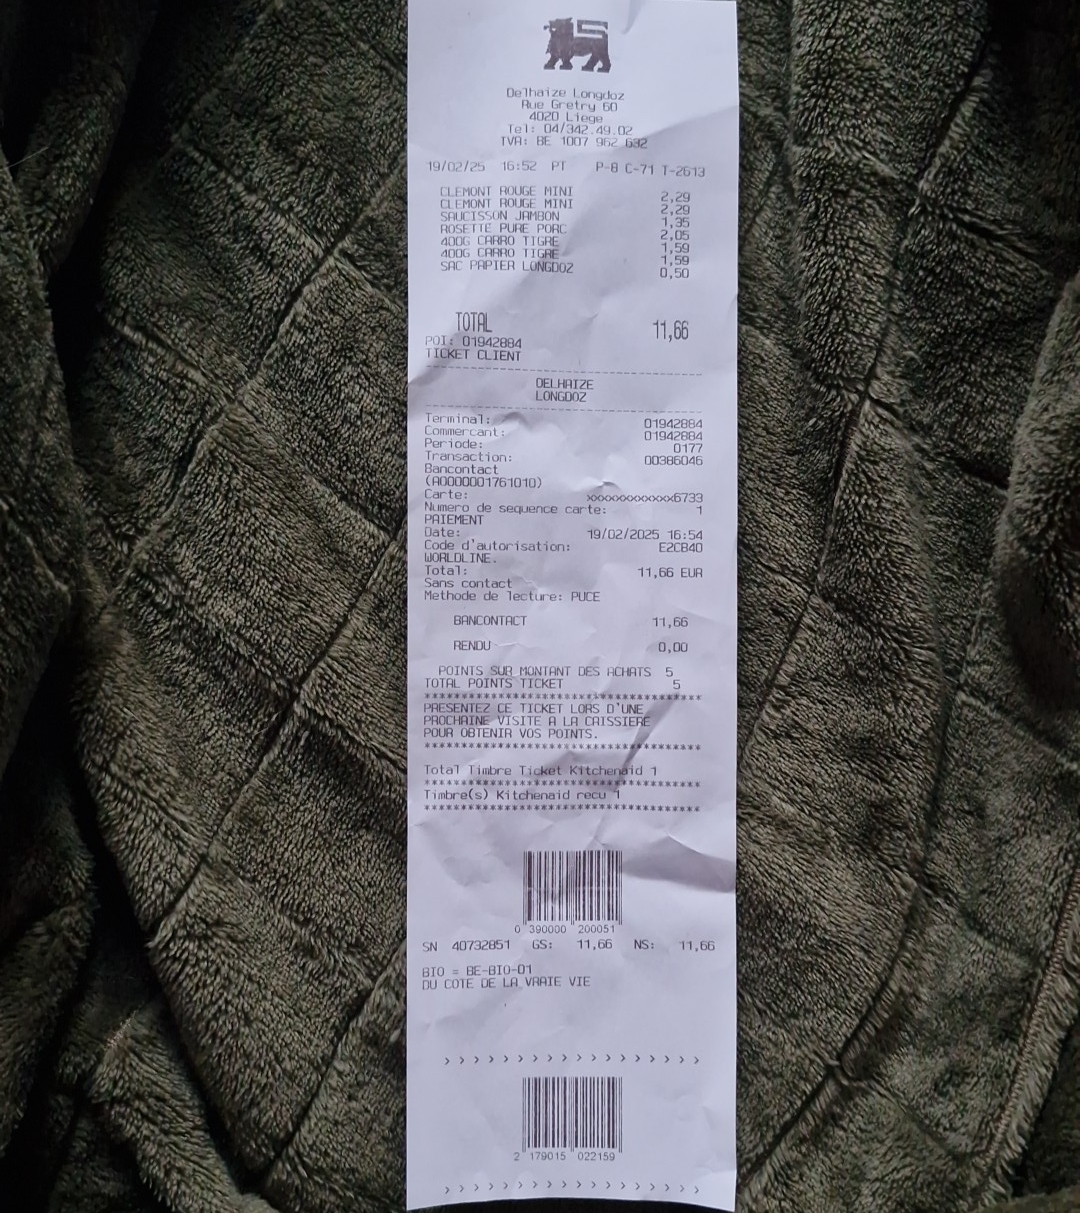 Delhaize Longdoz
Rue Gretry 60
4020 Liege
Tel: 04/342.49.02
TVA: BE 1007 962 632
19/02/25 16:52 PT P-8 C-71 T-2613
CLEMONT ROUGE MINI 2,29
CLEMONT ROUGE MINI 2,29
SAUCISSON JAMBON 1,35
ROSETTE PURE PORC 2,05
400G CARRO TIGRE 1,59
400G CARRO TIGRE 1,59
SAC PAPIER LONGDOZ 0,50
TOTAL 11,66
POI: 01942884
TICKET CLIENT
DELHAIZE
LONGDOZ
Terminal: 01942884
Commercant: 01942884
Periode: 0177
Transaction: 00386046
Bancontact
(A0000001761010)
Carte: xxxxxxxxxxxxx6733
Numero de sequence carte: 1
PAIEMENT
Date: 19/02/2025 16:54
Code d'autorisation: E2CB40
WORLDLINE.
Total: 11,66 EUR
Sans contact
Methode de lecture: PUCE
BANCONTACT 11,66
RENDU 0,00
POINTS SUR MONTANT DES ACHATS 5
TOTAL POINTS TICKET 5
****************************************
PRESENTEZ CE TICKET LORS D'UNE
PROCHAINE VISITE A LA CAISSIERE
POUR OBTENIR VOS POINTS.
****************************************
Total Timbre Ticket Kitchenaid 1
****************************************
Timbre(s) Kitchenaid recu 1
****************************************
0 390000 200051
SN 40732851 GS: 11,66 NS: 11,66
BIO = BE-BIO-01
DU COTE DE LA VRAIE VIE
> > > > > > > > > > > > > > > > > >
2 179015 022159
> > > > > > > > > > > > > > > > > >